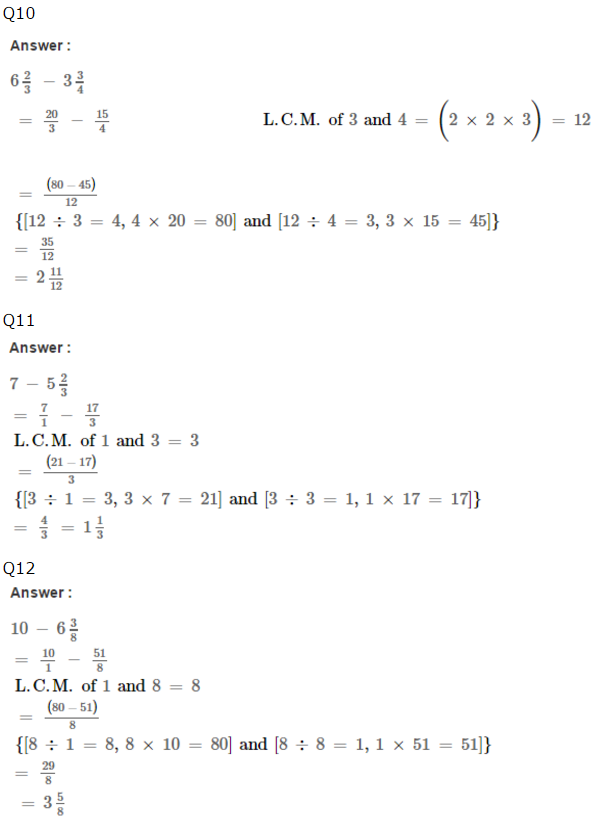 Q10
Answer :
6 2/3 − 3 3/4
= 20/3 − 15/4 L.C.M. of 3 and 4 = (2 × 2 × 3) = 12
= (80 − 45)/12
{[12 ÷ 3 = 4, 4 × 20 = 80] and [12 ÷ 4 = 3, 3 × 15 = 45]}
= 35/12
= 2 11/12
Q11
Answer :
7 − 5 2/3
= 7/1 − 17/3
L.C.M. of 1 and 3 = 3
= (21 − 17)/3
{[3 ÷ 1 = 3, 3 × 7 = 21] and [3 ÷ 3 = 1, 1 × 17 = 17]}
= 4/3 = 1 1/3
Q12
Answer :
10 − 6 3/8
= 10/1 − 51/8
L.C.M. of 1 and 8 = 8
= (80 − 51)/8
{[8 ÷ 1 = 8, 8 × 10 = 80] and [8 ÷ 8 = 1, 1 × 51 = 51]}
= 29/8
= 3 5/8